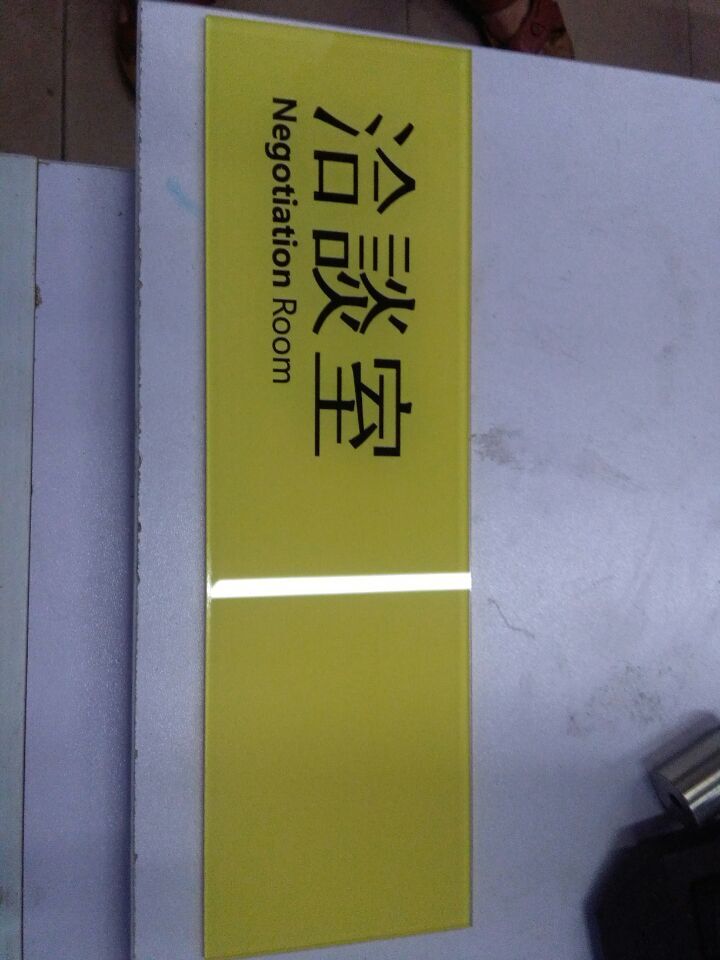 洽談室
Negotiation Room